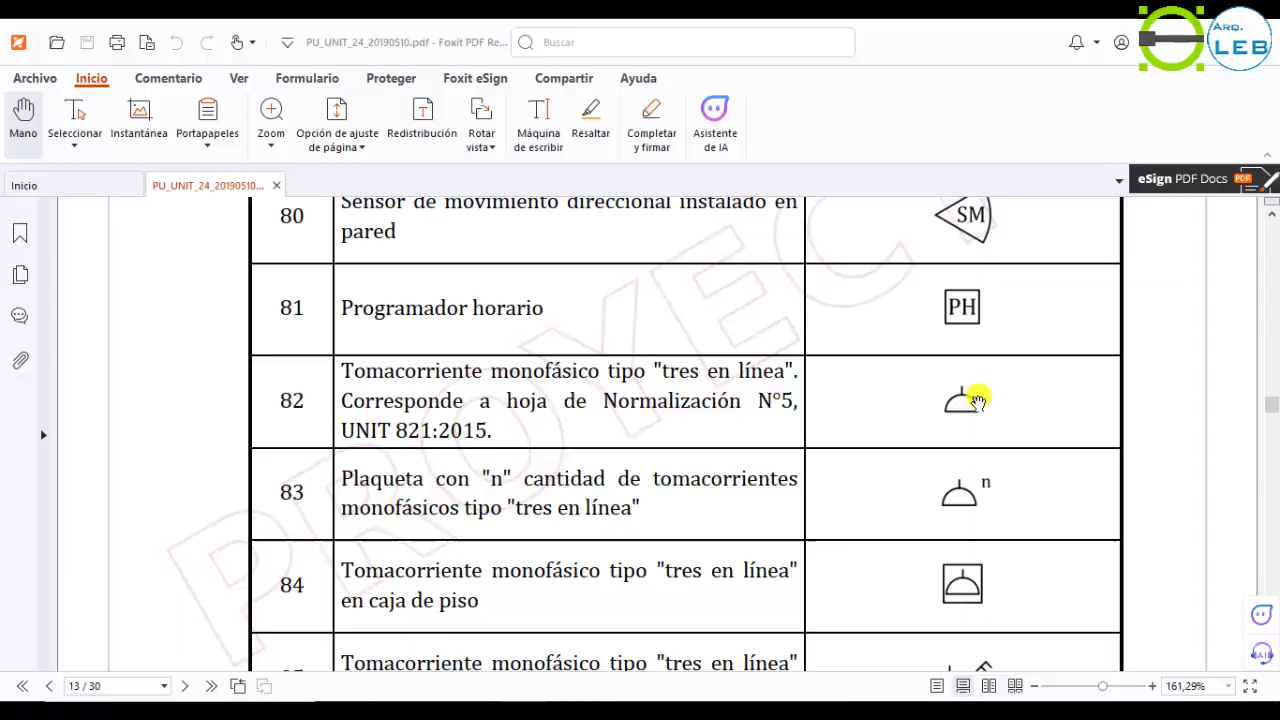 ARQ.
LEB
PU_UNIT_24_20190510.pdf - Foxit PDF Re...
Buscar
Archivo Inicio Comentario Ver Formulario Proteger Foxit eSign Compartir Ayuda
Mano
Seleccionar
Instantánea
Portapapeles
Zoom
Opción de ajuste
de página
Redistribución
Rotar
vista
Máquina
de escribir
Resaltar
Completar
y firmar
Asistente
de IA
Inicio
PU_UNIT_24_20190510...
eSign PDF Docs
PDF
80
Sensor de movimiento direccional instalado en
pared
SM
81
Programador horario
PH
82
Tomacorriente monofásico tipo "tres en línea".
Corresponde a hoja de Normalización N°5,
UNIT 821:2015.
83
Plaqueta con "n" cantidad de tomacorrientes
monofásicos tipo "tres en línea"
n
84
Tomacorriente monofásico tipo "tres en línea"
en caja de piso
Tomacorriente monofásico tipo "tres en línea"
PROYECT
AI
13 / 30
161,29%